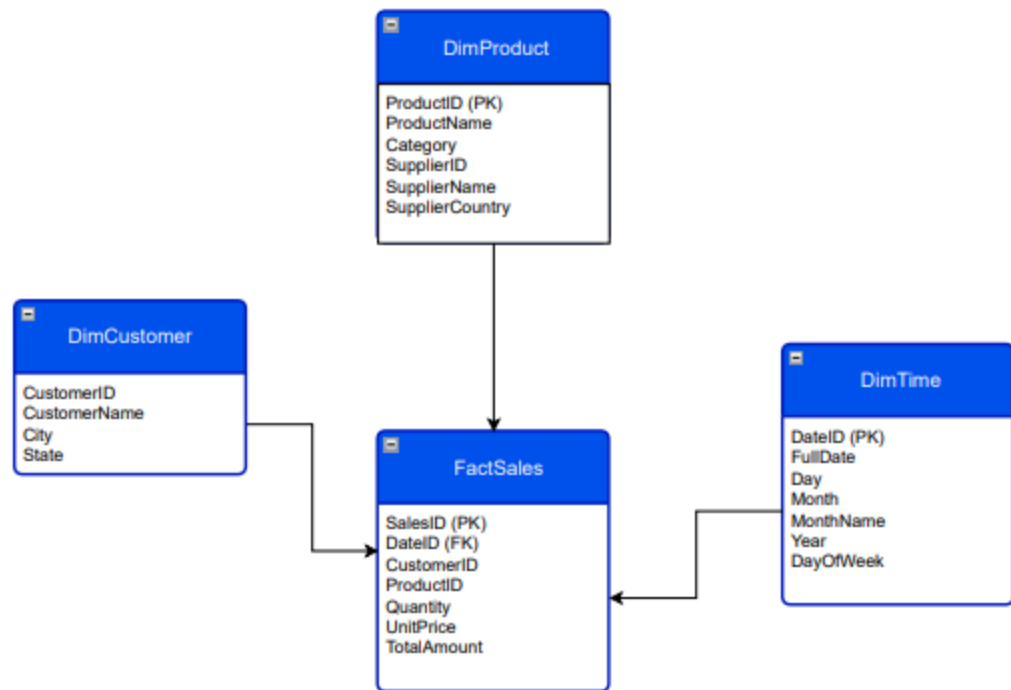 DimProduct
ProductID (PK)
ProductName
Category
SupplierID
SupplierName
SupplierCountry
DimCustomer
CustomerID
CustomerName
City
State
DimTime
DateID (PK)
FullDate
Day
Month
MonthName
Year
DayOfWeek
FactSales
SalesID (PK)
DateID (FK)
CustomerID
ProductID
Quantity
UnitPrice
TotalAmount